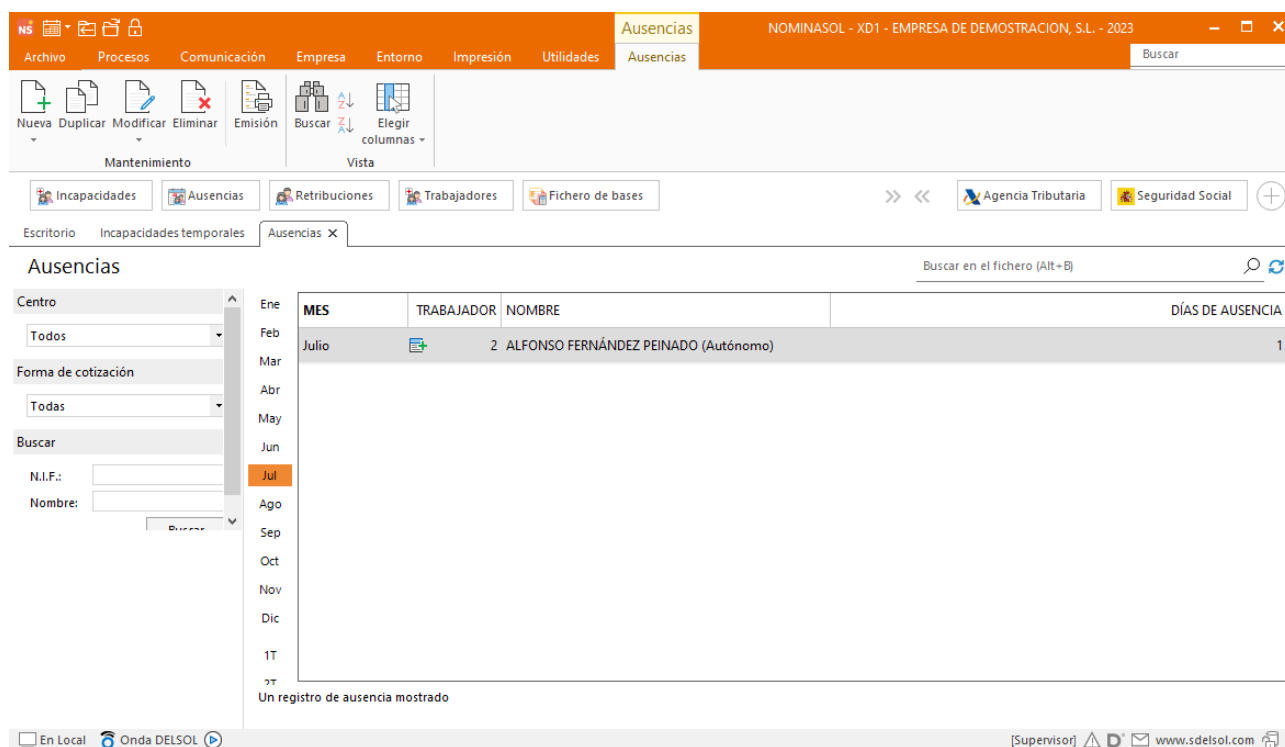 NS
Ausencias
NOMINASOL - XD1 - EMPRESA DE DEMOSTRACION, S.L. - 2023
Archivo Procesos Comunicación Empresa Entorno Impresión Utilidades Ausencias Buscar
Nueva Duplicar Modificar Eliminar Emisión Buscar Elegir columnas
Mantenimiento Vista
Incapacidades Ausencias Retribuciones Trabajadores Fichero de bases Agencia Tributaria Seguridad Social
Escritorio Incapacidades temporales Ausencias
Ausencias Buscar en el fichero (Alt+B)
Centro
Todos
Forma de cotización
Todas
Buscar
N.I.F.:
Nombre:
Buscar
Ene
Feb
Mar
Abr
May
Jun
Jul
Ago
Sep
Oct
Nov
Dic
1T
2T
MES TRABAJADOR NOMBRE DÍAS DE AUSENCIA
Julio 2 ALFONSO FERNÁNDEZ PEINADO (Autónomo) 1
Un registro de ausencia mostrado
En Local Onda DELSOL [Supervisor] D www.sdelsol.com